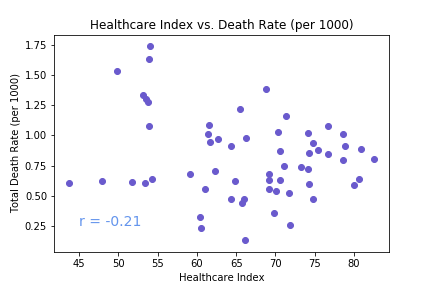 Healthcare Index vs. Death Rate (per 1000)
Total Death Rate (per 1000)
1.75
1.50
1.25
1.00
0.75
0.50
0.25
r = -0.21
45 50 55 60 65 70 75 80
Healthcare Index